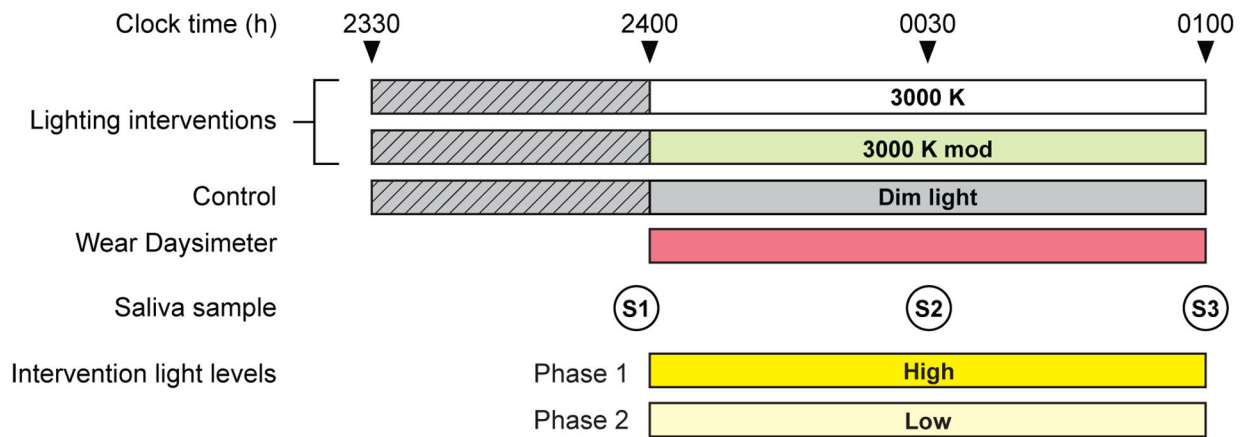 Clock time (h) 2330 2400 0030 0100
3000 K
Lighting interventions
3000 K mod
Control Dim light
Wear Daysimeter
Saliva sample S1 S2 S3
Intervention light levels Phase 1 High
Phase 2 Low